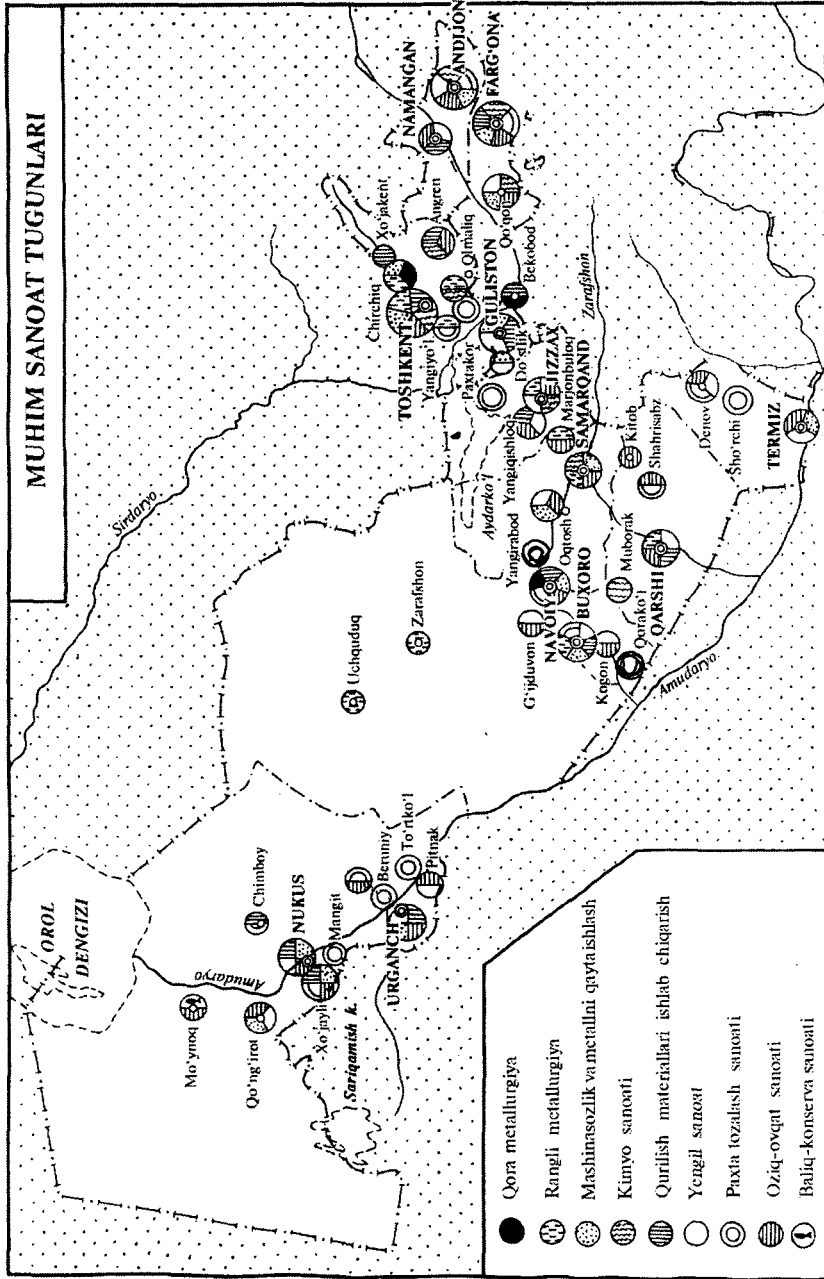 MUHIM SANOAT TUGUNLARI
OROL
DENGIZI
Sirdaryo
Mo'ynoq
Chimboy
Qo'ng'irot
Amudaryo
NUKUS
Xo'jayli
Mangit
Sariqamish k.
Beruniy
To'rtko'l
URGANCH
Pitnak
Uchquduq
Zarafshon
Xo'jakent
Chirchiq
TOSHKENT
Angren
NAMANGAN
ANDIJON
FARG'ONA
Yangiyo'l
Olmaliq
Qo'qon
Paxtakor
GULISTON
Bekobod
Do'stlik
Aydarko'l
Yangiqishloq
JIZZAX
Marjonbuloq
SAMARQAND
Zarafshon
Yangirabod
Oqtosh
Kitob
Shahrisabz
G'ijduvon
NAVOIY
BUXORO
Muborak
Kogon
Qorako'l
QARSHI
Amudaryo
Denov
Sho'rchi
TERMIZ
Qora metallurgiya
Rangli metallurgiya
Mashinasozlik va metallni qayta ishlash
Kimyo sanoati
Qurilish materiallari ishlab chiqarish
Yengil sanoat
Paxta tozalash sanoati
Oziq-ovqat sanoati
Baliq-konserva sanoati